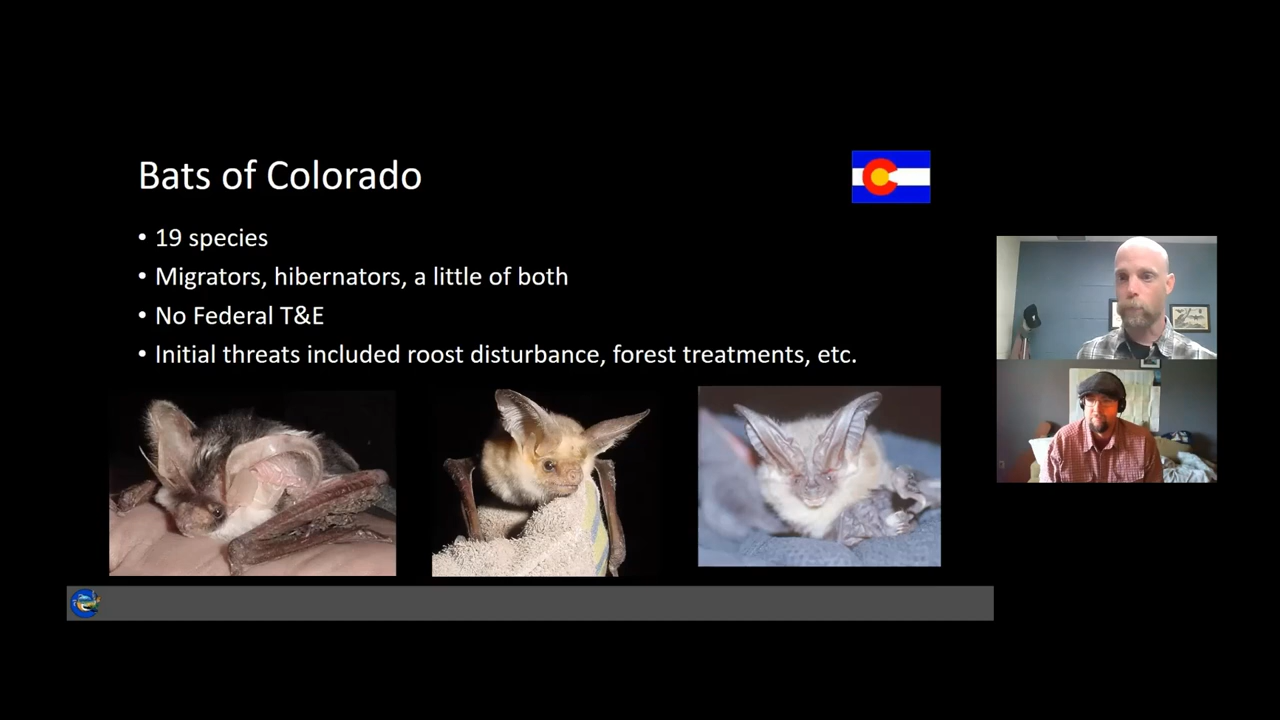 Bats of Colorado
• 19 species
• Migrators, hibernators, a little of both
• No Federal T&E
• Initial threats included roost disturbance, forest treatments, etc.